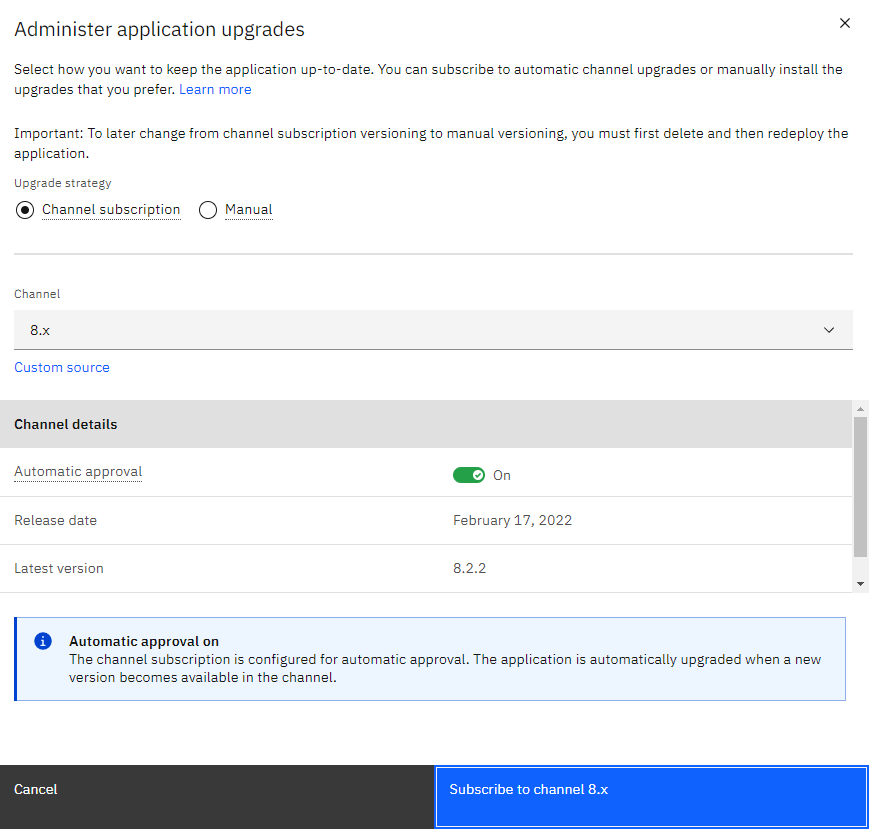 Administer application upgrades
Select how you want to keep the application up-to-date. You can subscribe to automatic channel upgrades or manually install the
upgrades that you prefer. Learn more
Important: To later change from channel subscription versioning to manual versioning, you must first delete and then redeploy the
application.
Upgrade strategy
Channel subscription Manual
Channel
8.x
Custom source
Channel details
Automatic approval On
Release date February 17, 2022
Latest version 8.2.2
Automatic approval on
The channel subscription is configured for automatic approval. The application is automatically upgraded when a new
version becomes available in the channel.
Cancel Subscribe to channel 8.x